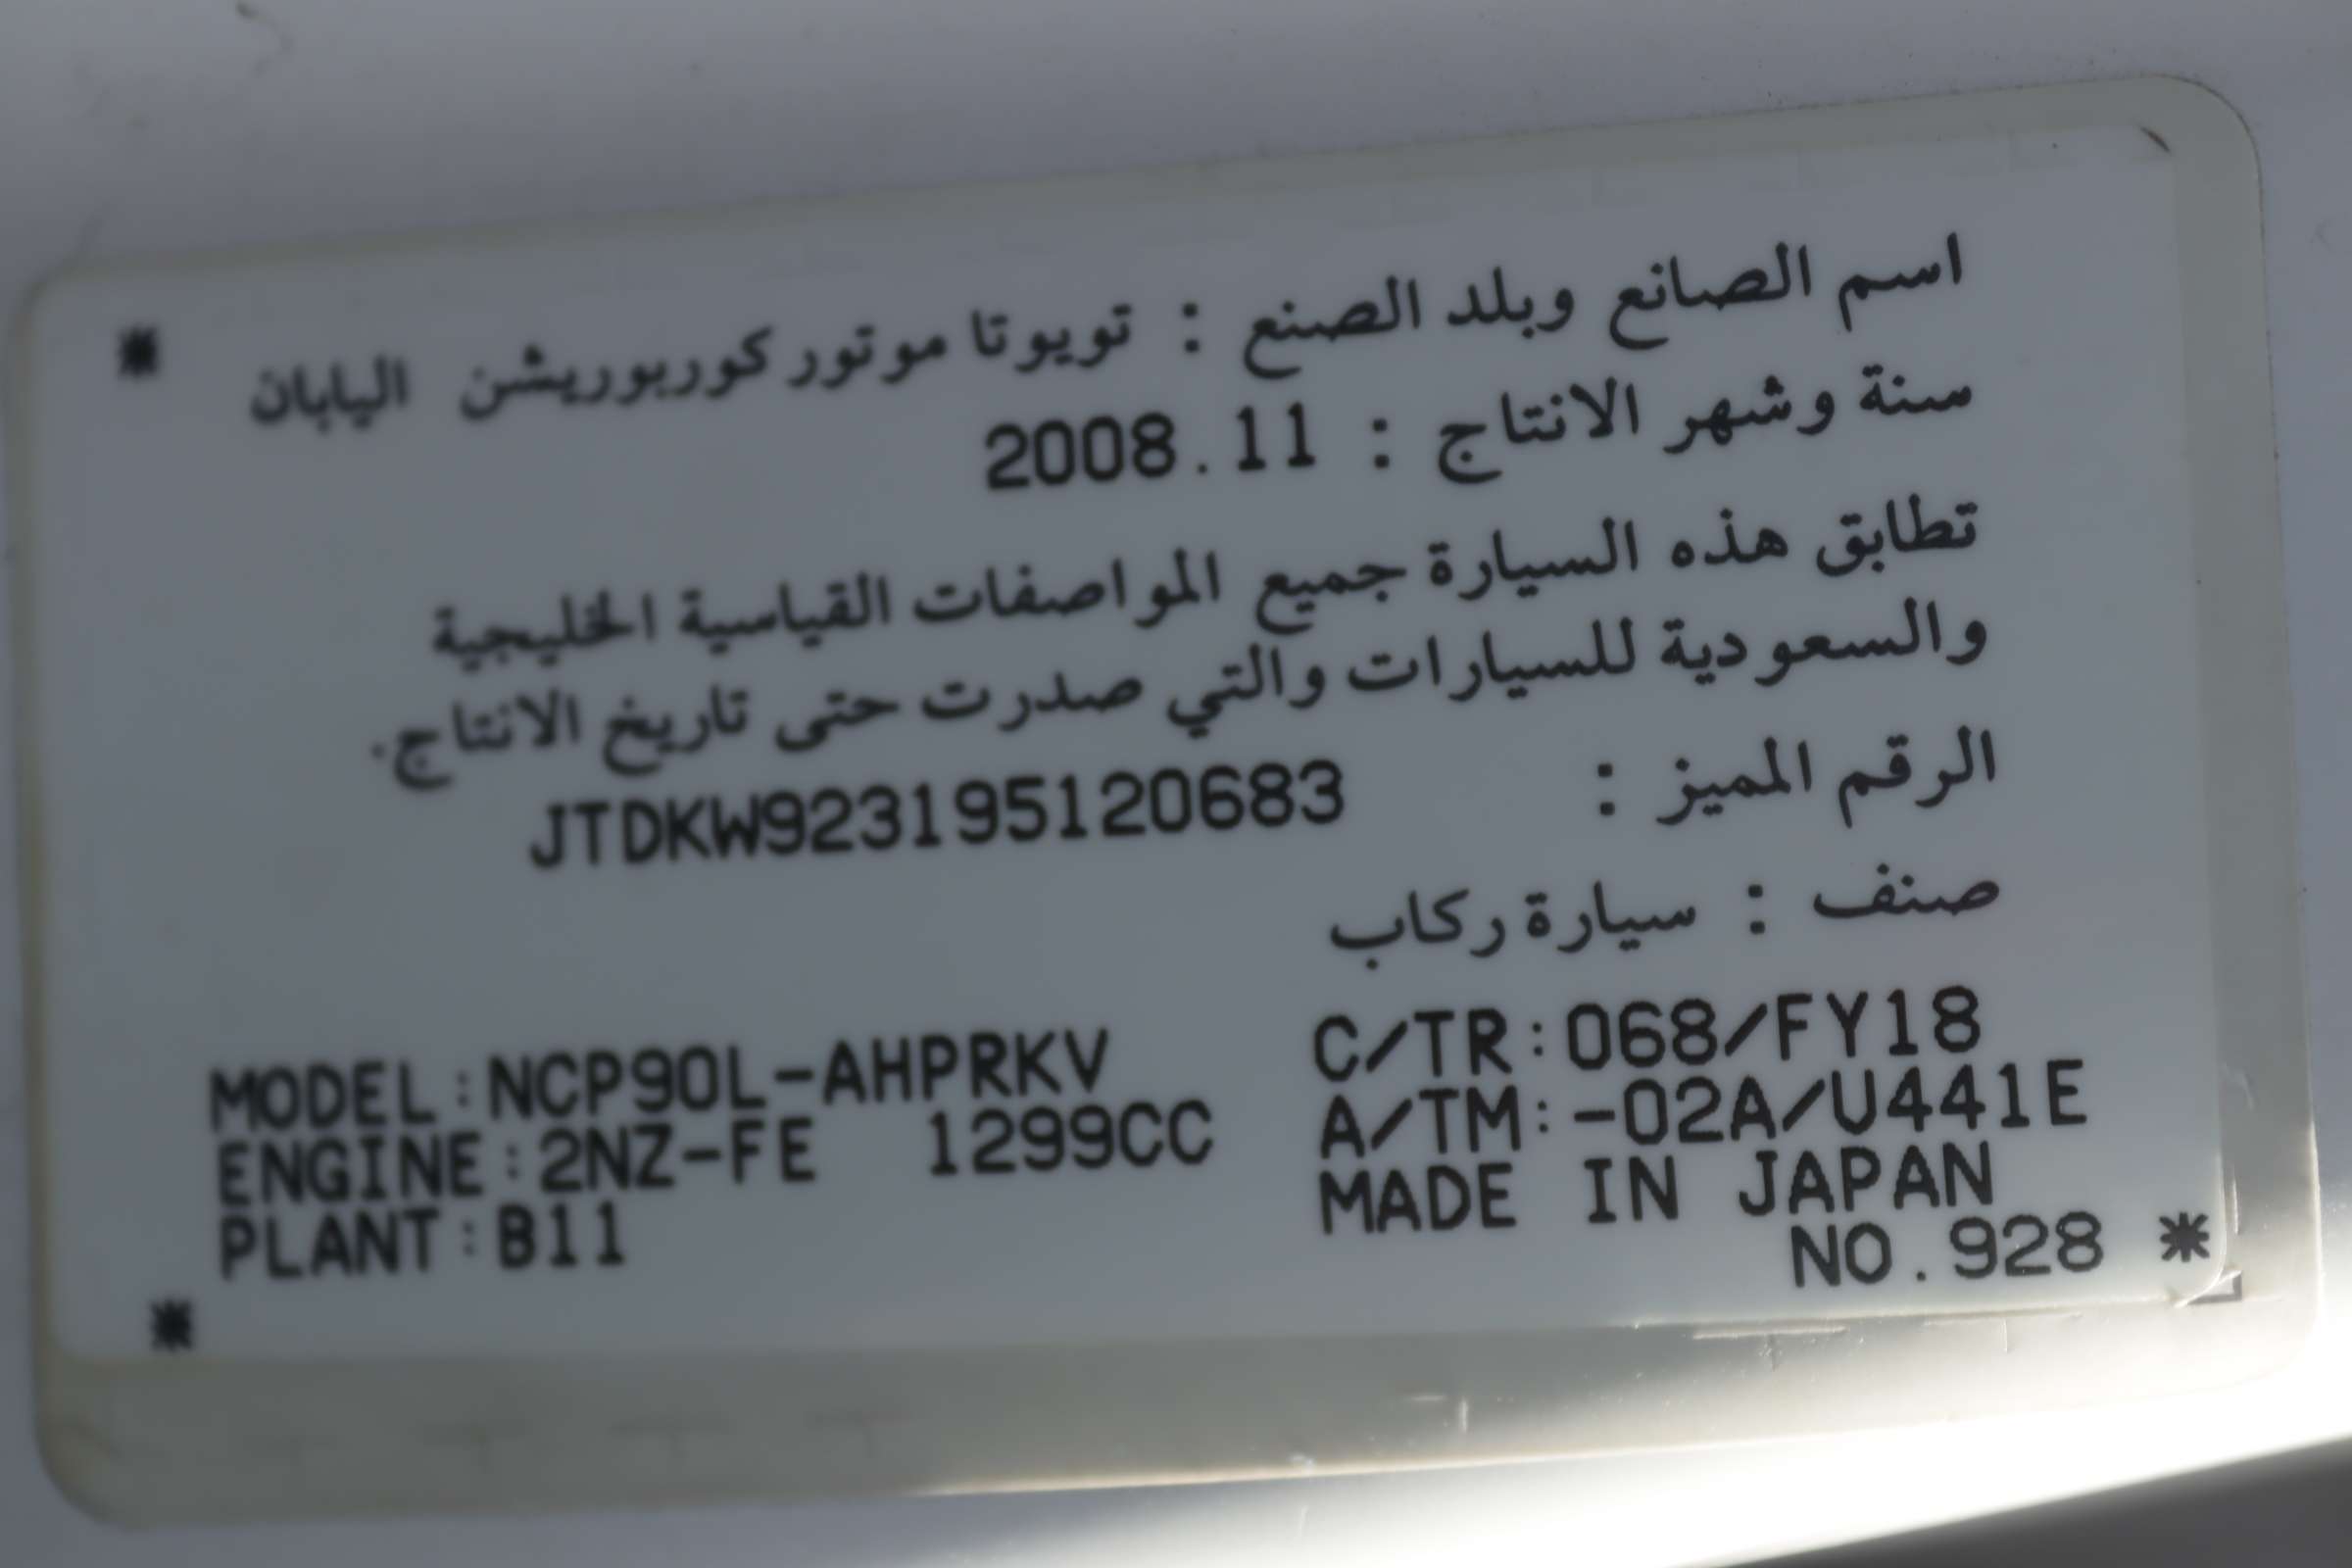 * اسم الصانع وبلد الصنع : تويوتا موتور كوربوريشن اليابان
سنة وشهر الانتاج : 2008.11
تطابق هذه السيارة جميع المواصفات القياسية الخليجية
والسعودية للسيارات والتي صدرت حتى تاريخ الانتاج.
الرقم المميز : JTDKW923195120683
صنف : سيارة ركاب
MODEL:NCP90L-AHPRKV C/TR:068/FY18
ENGINE:2NZ-FE 1299CC A/TM:-02A/U441E
PLANT:B11 MADE IN JAPAN
NO.928 *
*